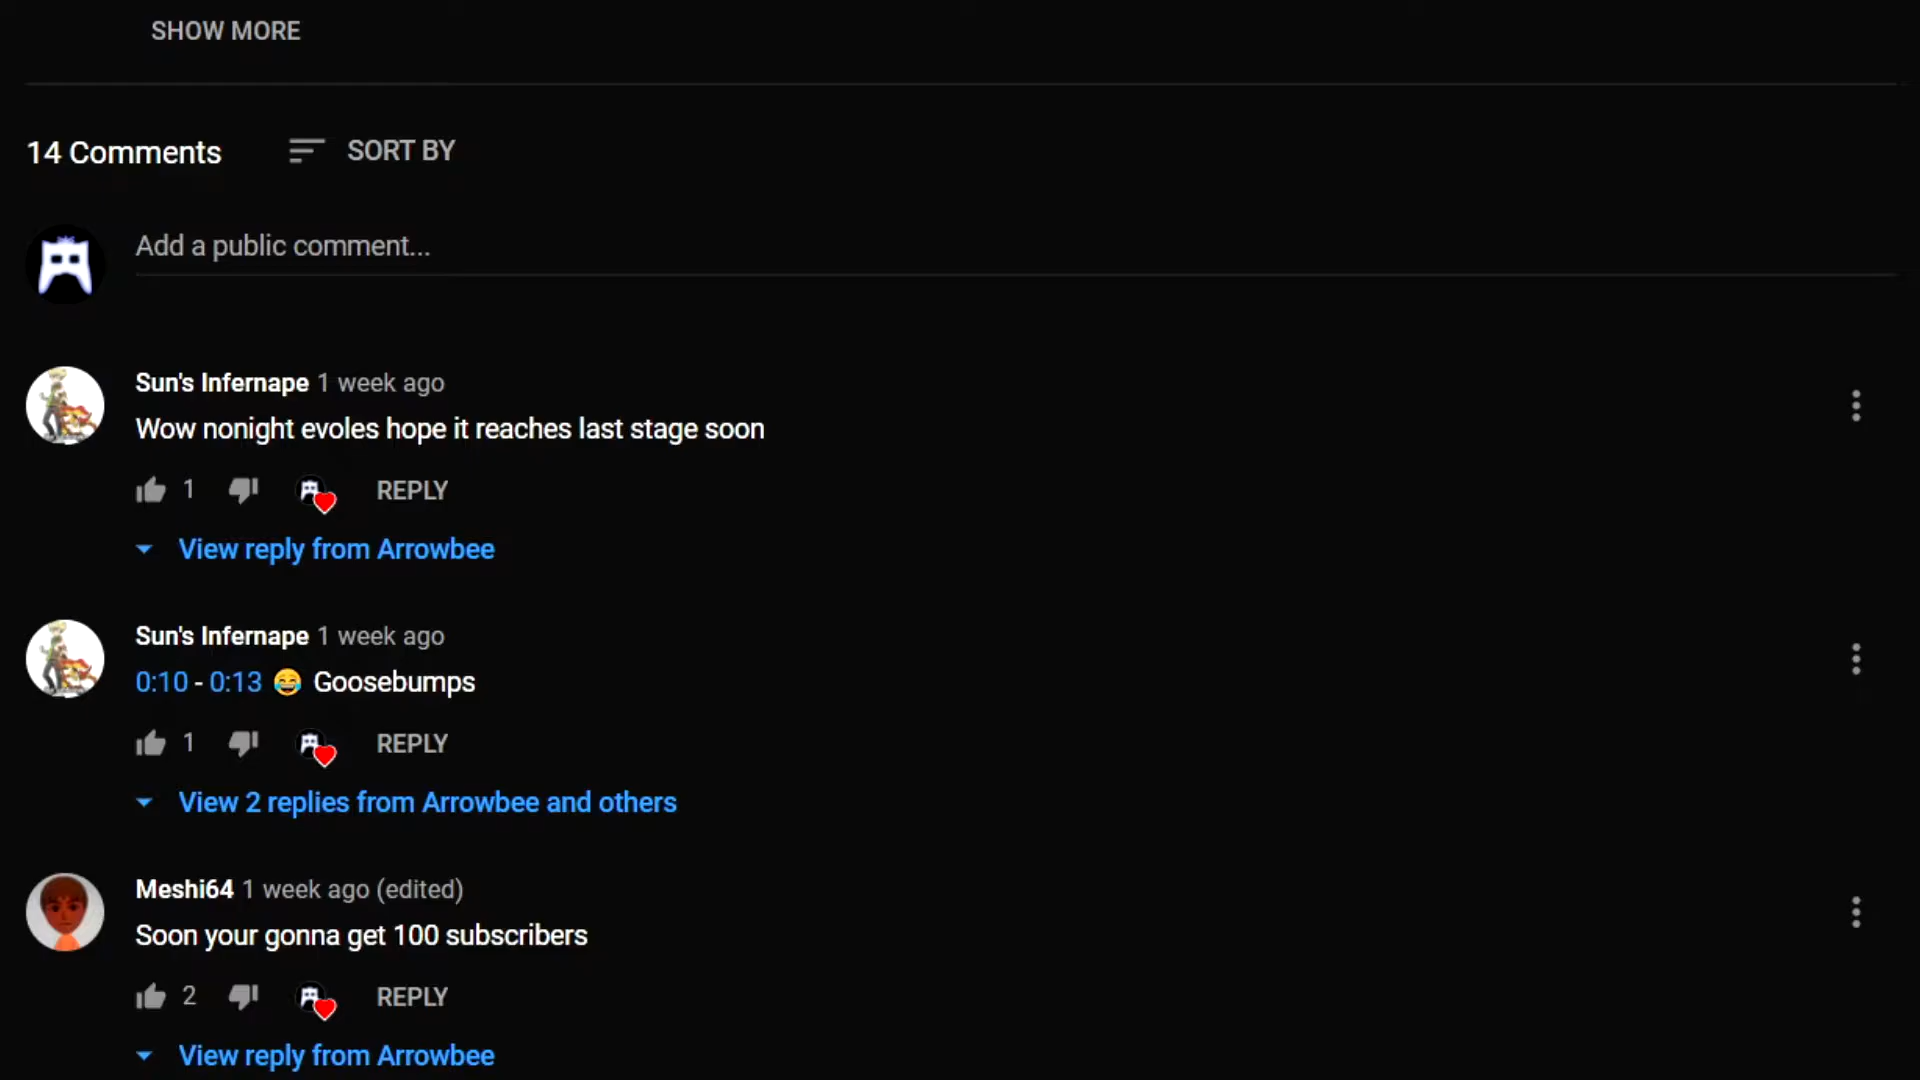 SHOW MORE
14 Comments SORT BY
Add a public comment...
Sun's Infernape 1 week ago
Wow nonight evoles hope it reaches last stage soon
1 REPLY
View reply from Arrowbee
Sun's Infernape 1 week ago
0:10 - 0:13 😂 Goosebumps
1 REPLY
View 2 replies from Arrowbee and others
Meshi64 1 week ago (edited)
Soon your gonna get 100 subscribers
2 REPLY
View reply from Arrowbee